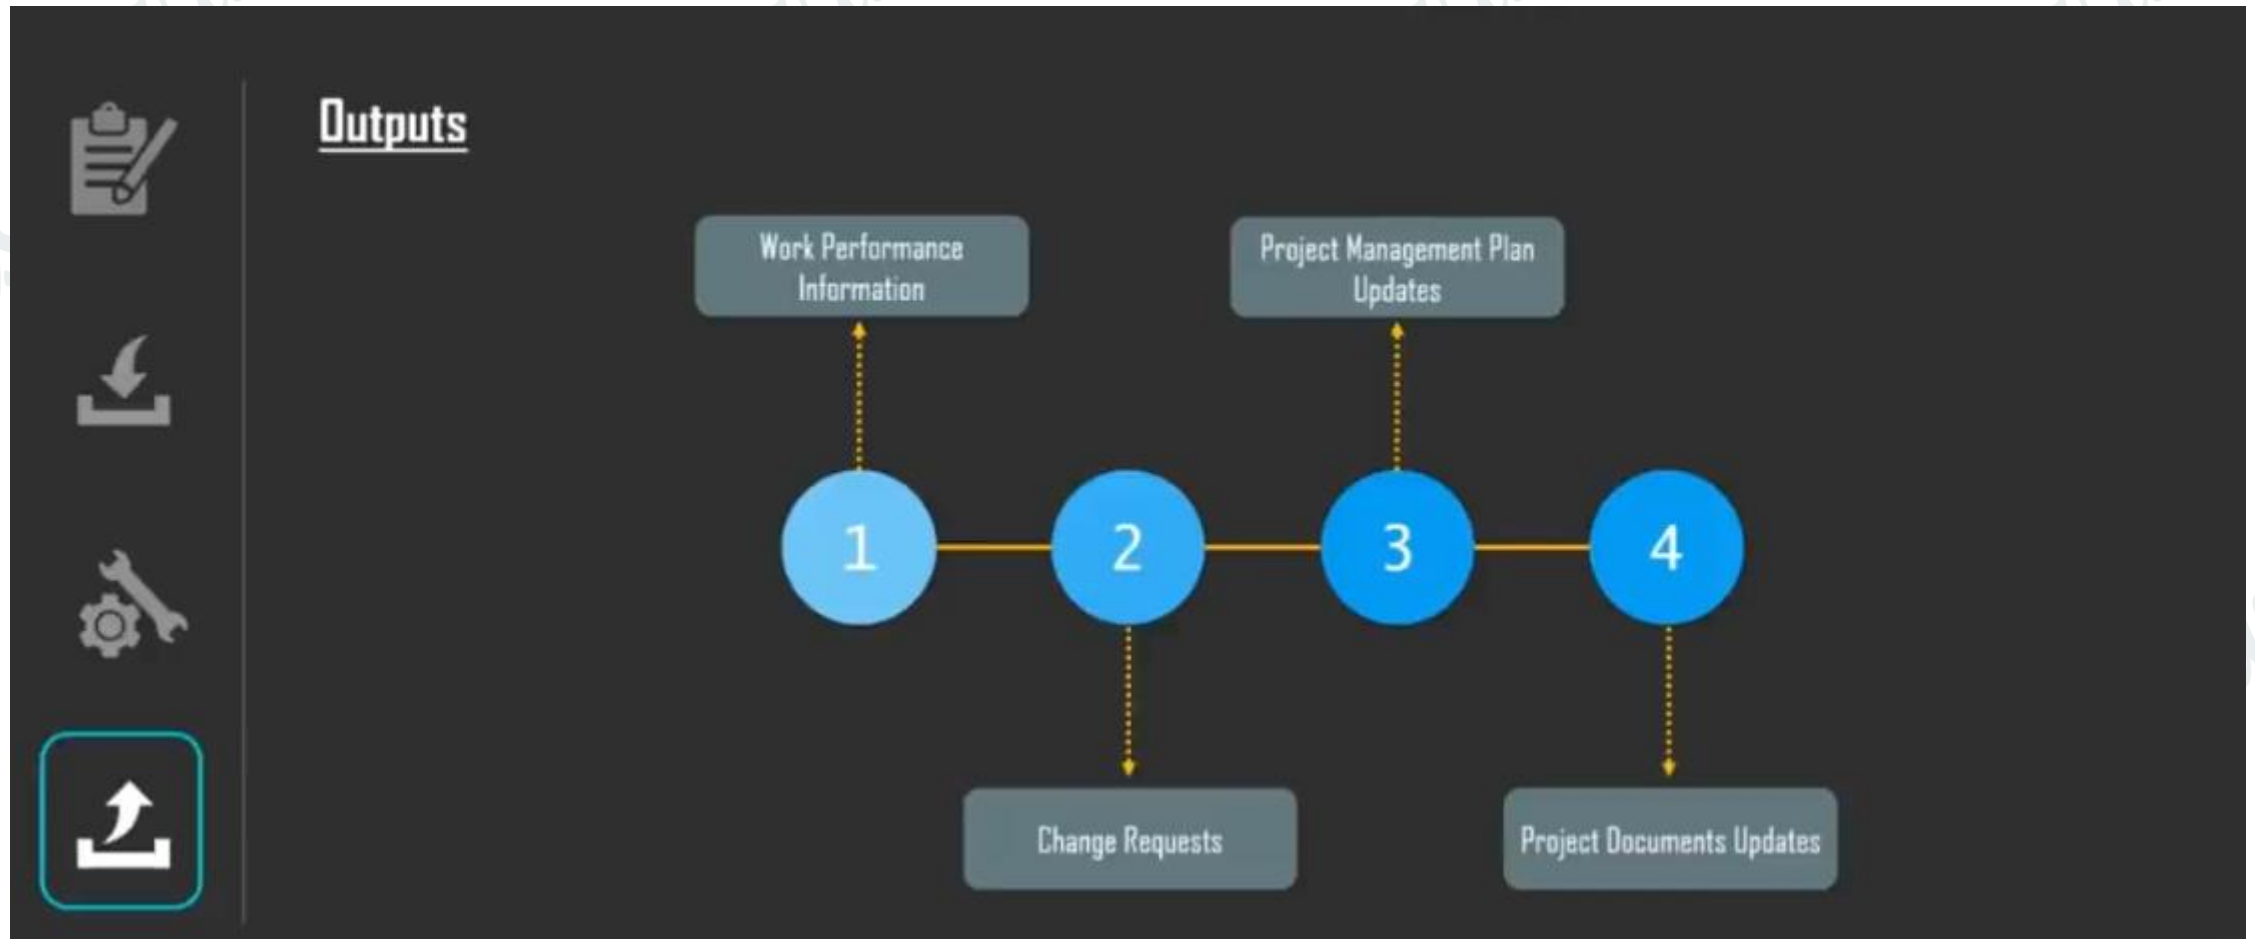 Outputs
Work Performance
Information
Project Management Plan
Updates
1
2
3
4
Change Requests
Project Documents Updates